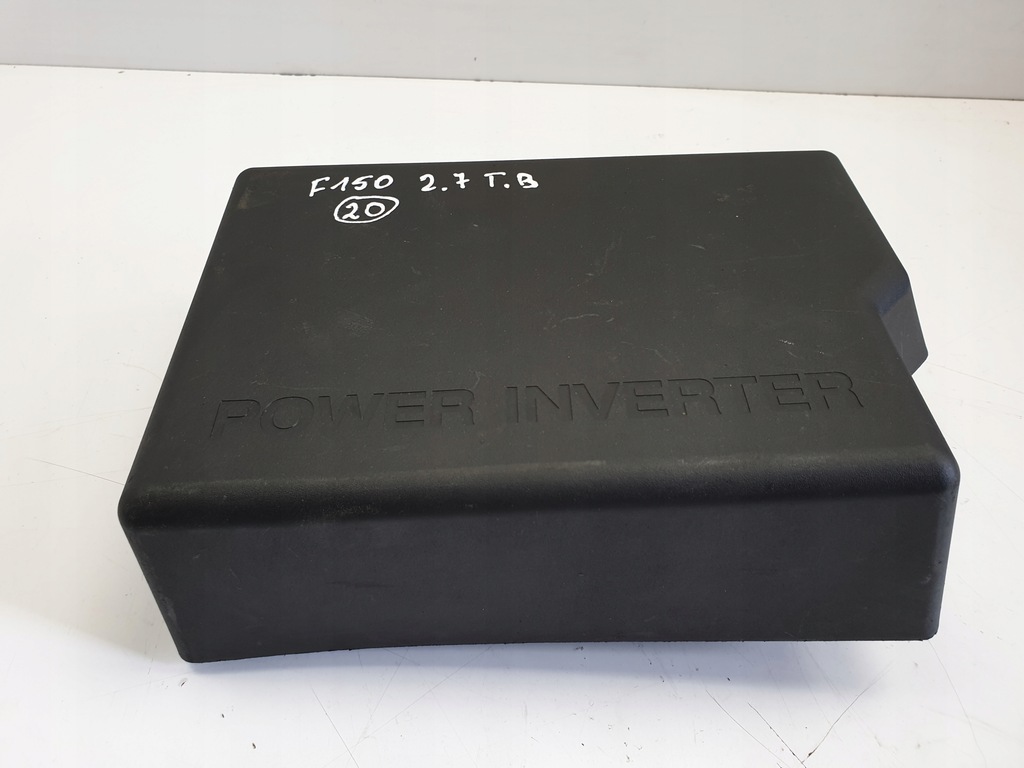 F150 2.7 T.B
20
POWER INVERTER